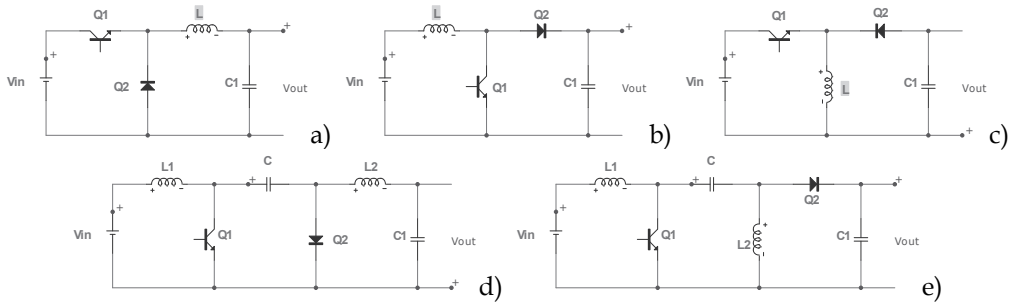 Q1 L Q2 C1 Vin Vout + + + - a)
L Q2 Q1 C1 Vin Vout + + + - b)
Q1 Q2 L C1 Vin Vout + + - + c)
L1 C L2 Q1 Q2 C1 Vin Vout + + - + + - + d)
L1 C Q2 Q1 L2 C1 Vin Vout + + - + + - + e)